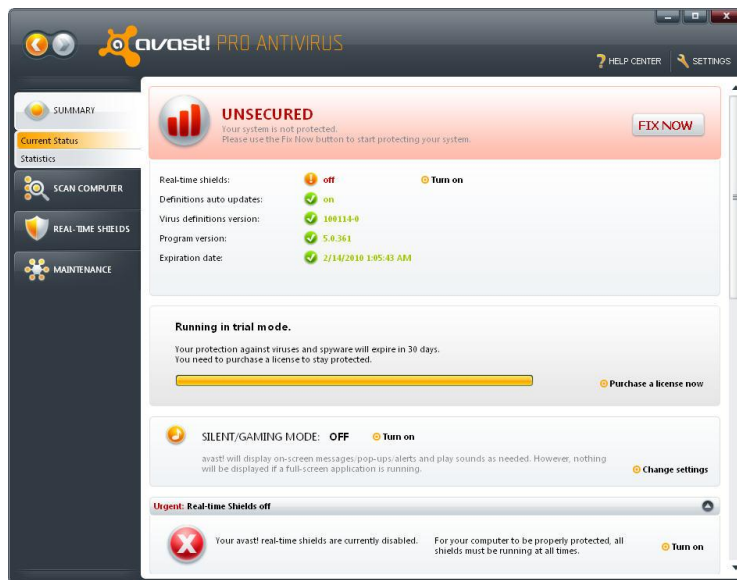 avast! PRO ANTIVIRUS
? HELP CENTER
SETTINGS
SUMMARY
Current Status
Statistics
SCAN COMPUTER
REAL-TIME SHIELDS
MAINTENANCE
UNSECURED
Your system is not protected.
Please use the Fix Now button to start protecting your system.
FIX NOW
Real-time shields: off Turn on
Definitions auto updates: on
Virus definitions version: 100114-0
Program version: 5.0.361
Expiration date: 2/14/2010 1:05:43 AM
Running in trial mode.
Your protection against viruses and spyware will expire in 30 days.
You need to purchase a license to stay protected.
Purchase a license now
SILENT/GAMING MODE: OFF Turn on
avast! will display on-screen messages/pop-ups/alerts and play sounds as needed. However, nothing
will be displayed if a full-screen application is running.
Change settings
Urgent: Real-time Shields off
Your avast! real-time shields are currently disabled.
For your computer to be properly protected, all
shields must be running at all times.
Turn on